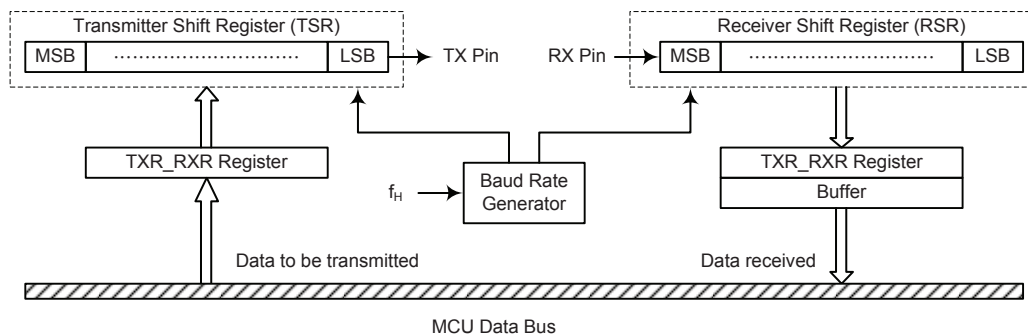 Transmitter Shift Register (TSR)
MSB ................................ LSB
TX Pin
RX Pin
Receiver Shift Register (RSR)
MSB ................................ LSB
TXR_RXR Register
fH
Baud Rate
Generator
TXR_RXR Register
Buffer
Data to be transmitted
Data received
MCU Data Bus